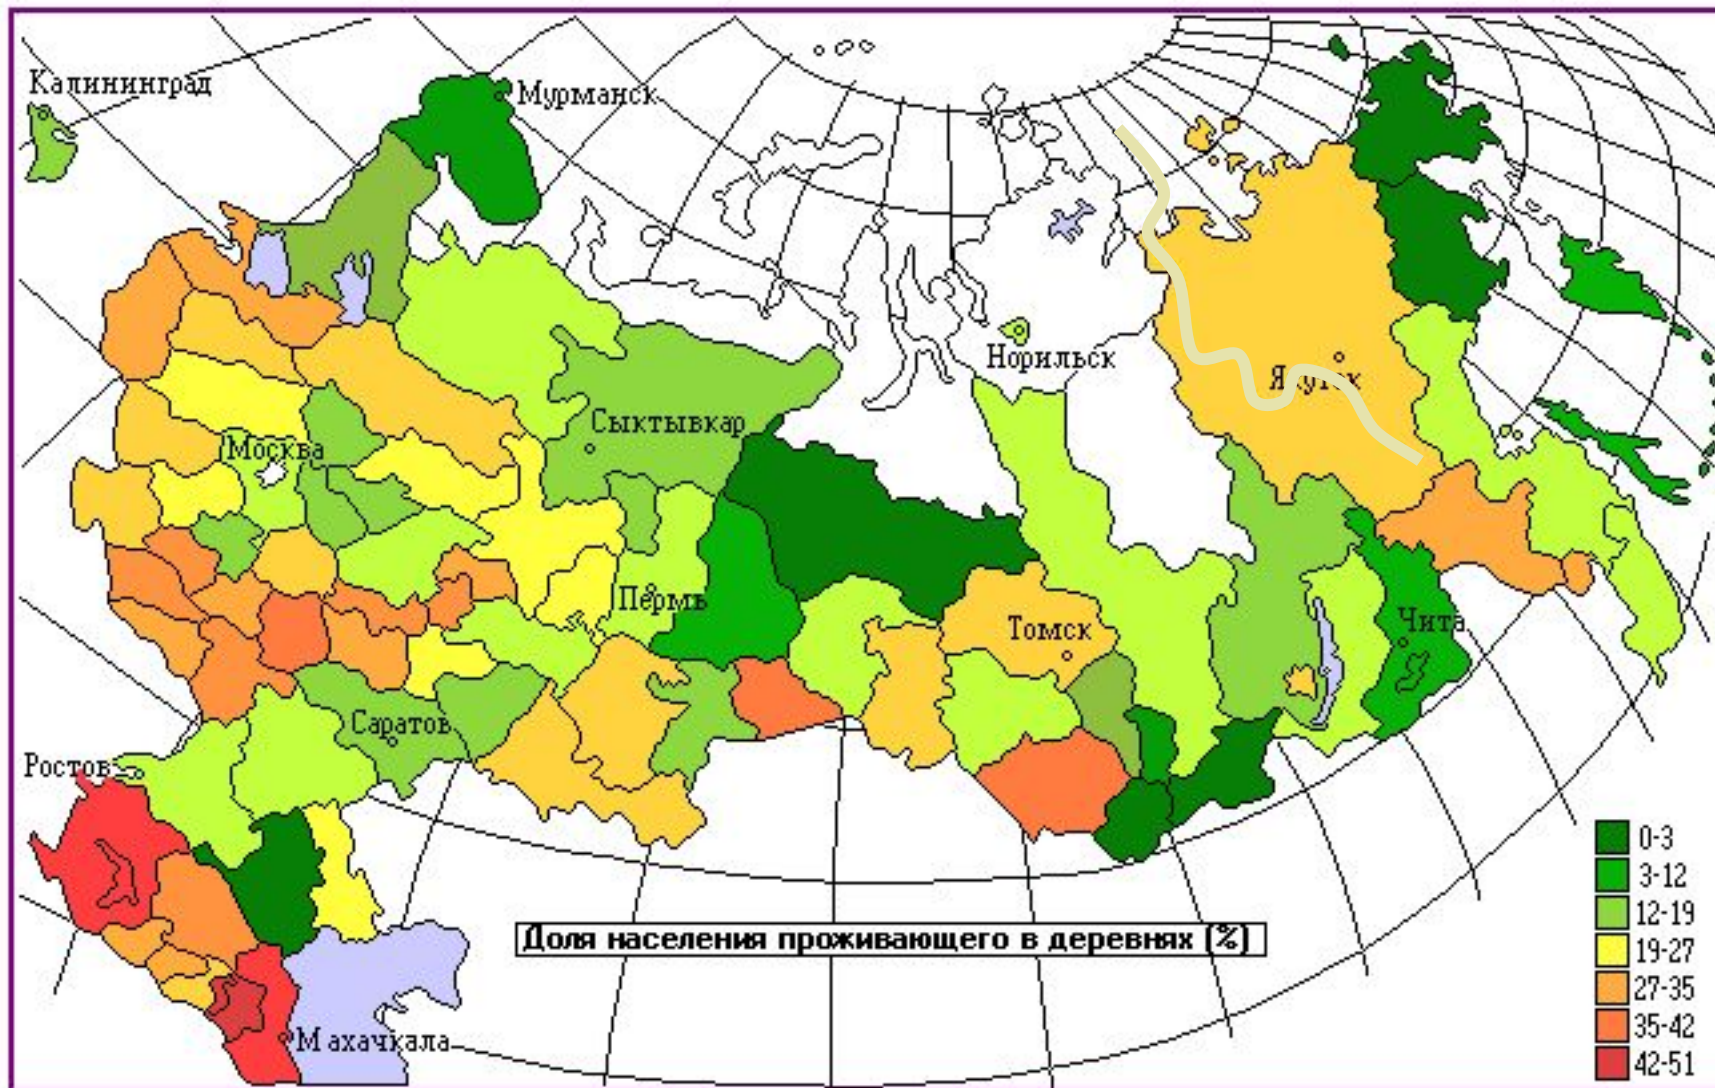 Калининград
Мурманск
Норильск
Якутск
Сыктывкар
Москва
Пермь
Томск
Чита
Саратов
Ростов
Махачкала
Доля населения проживающего в деревнях (%)
0-3
3-12
12-19
19-27
27-35
35-42
42-51